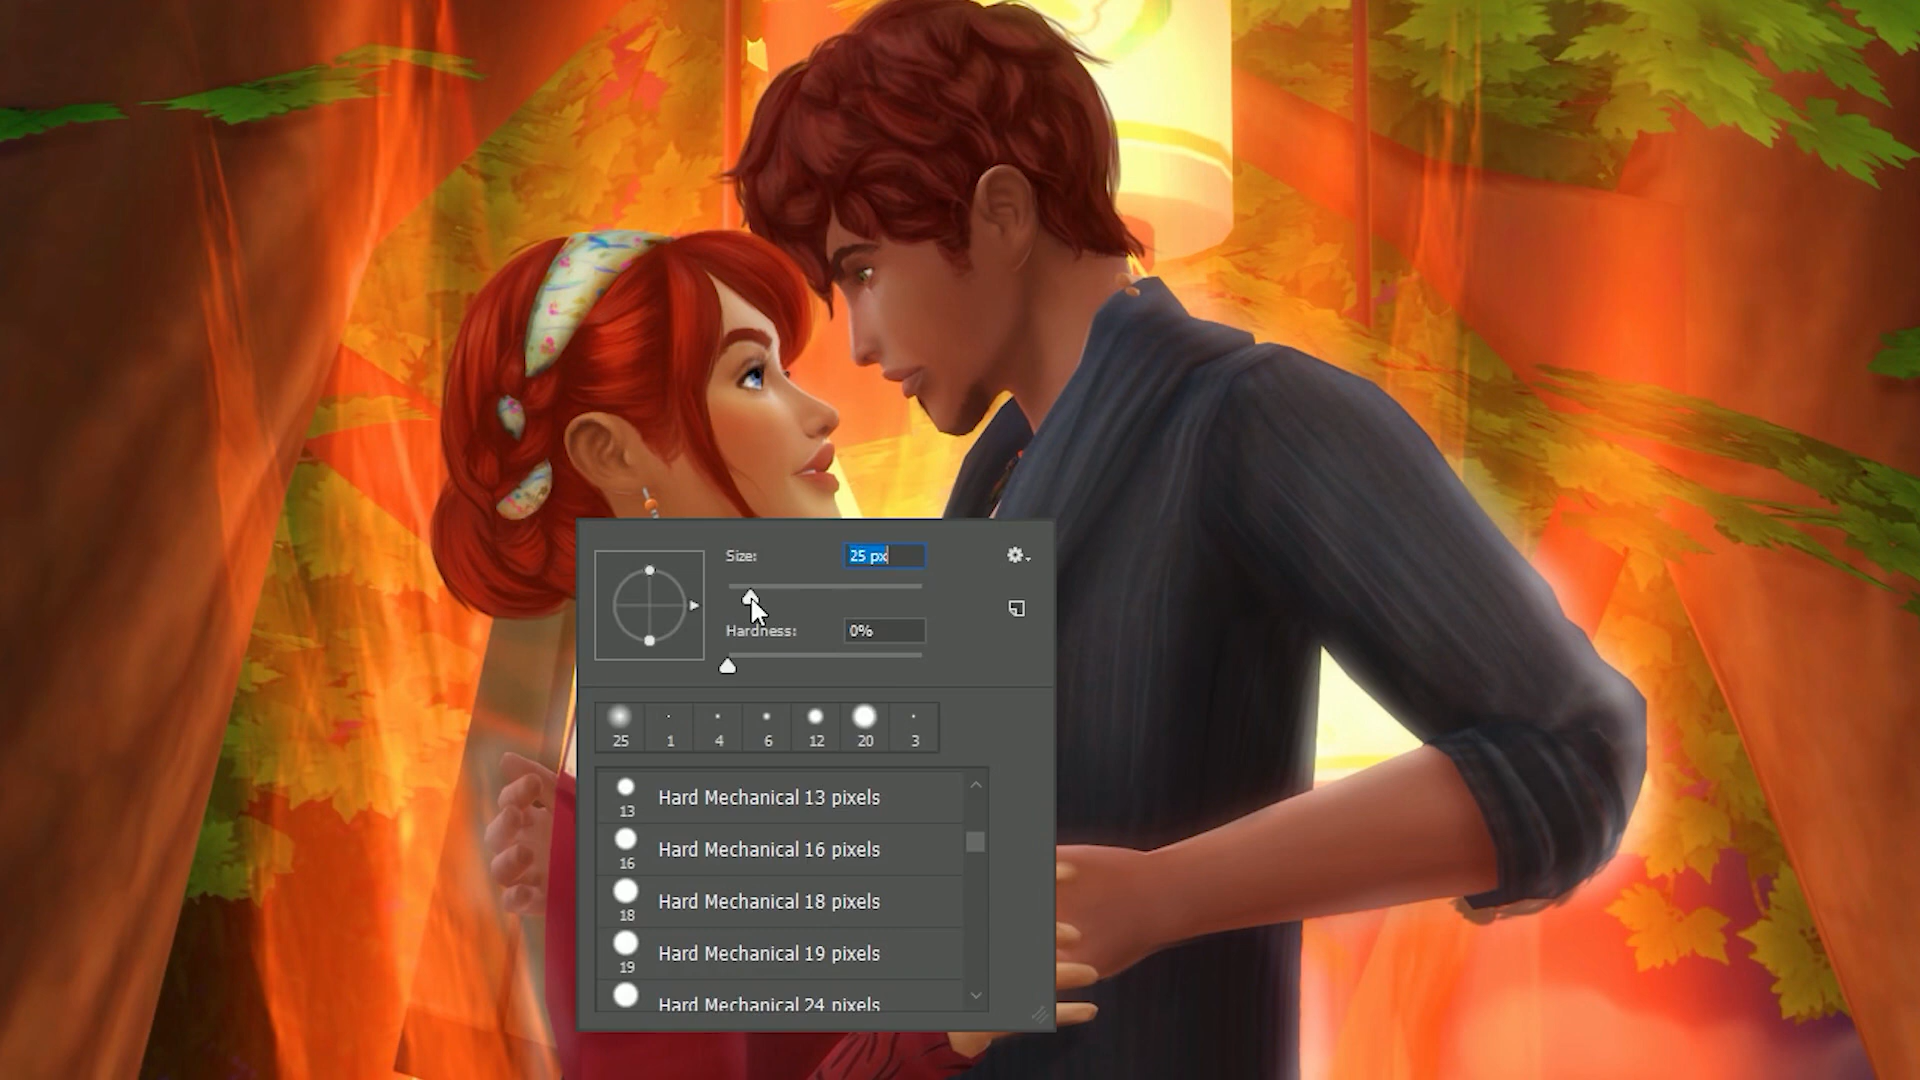 Size:
25 px
Hardness:
0%
25 1 4 6 12 20 3
Hard Mechanical 13 pixels
13
Hard Mechanical 16 pixels
16
Hard Mechanical 18 pixels
18
Hard Mechanical 19 pixels
19
Hard Mechanical 24 pixels